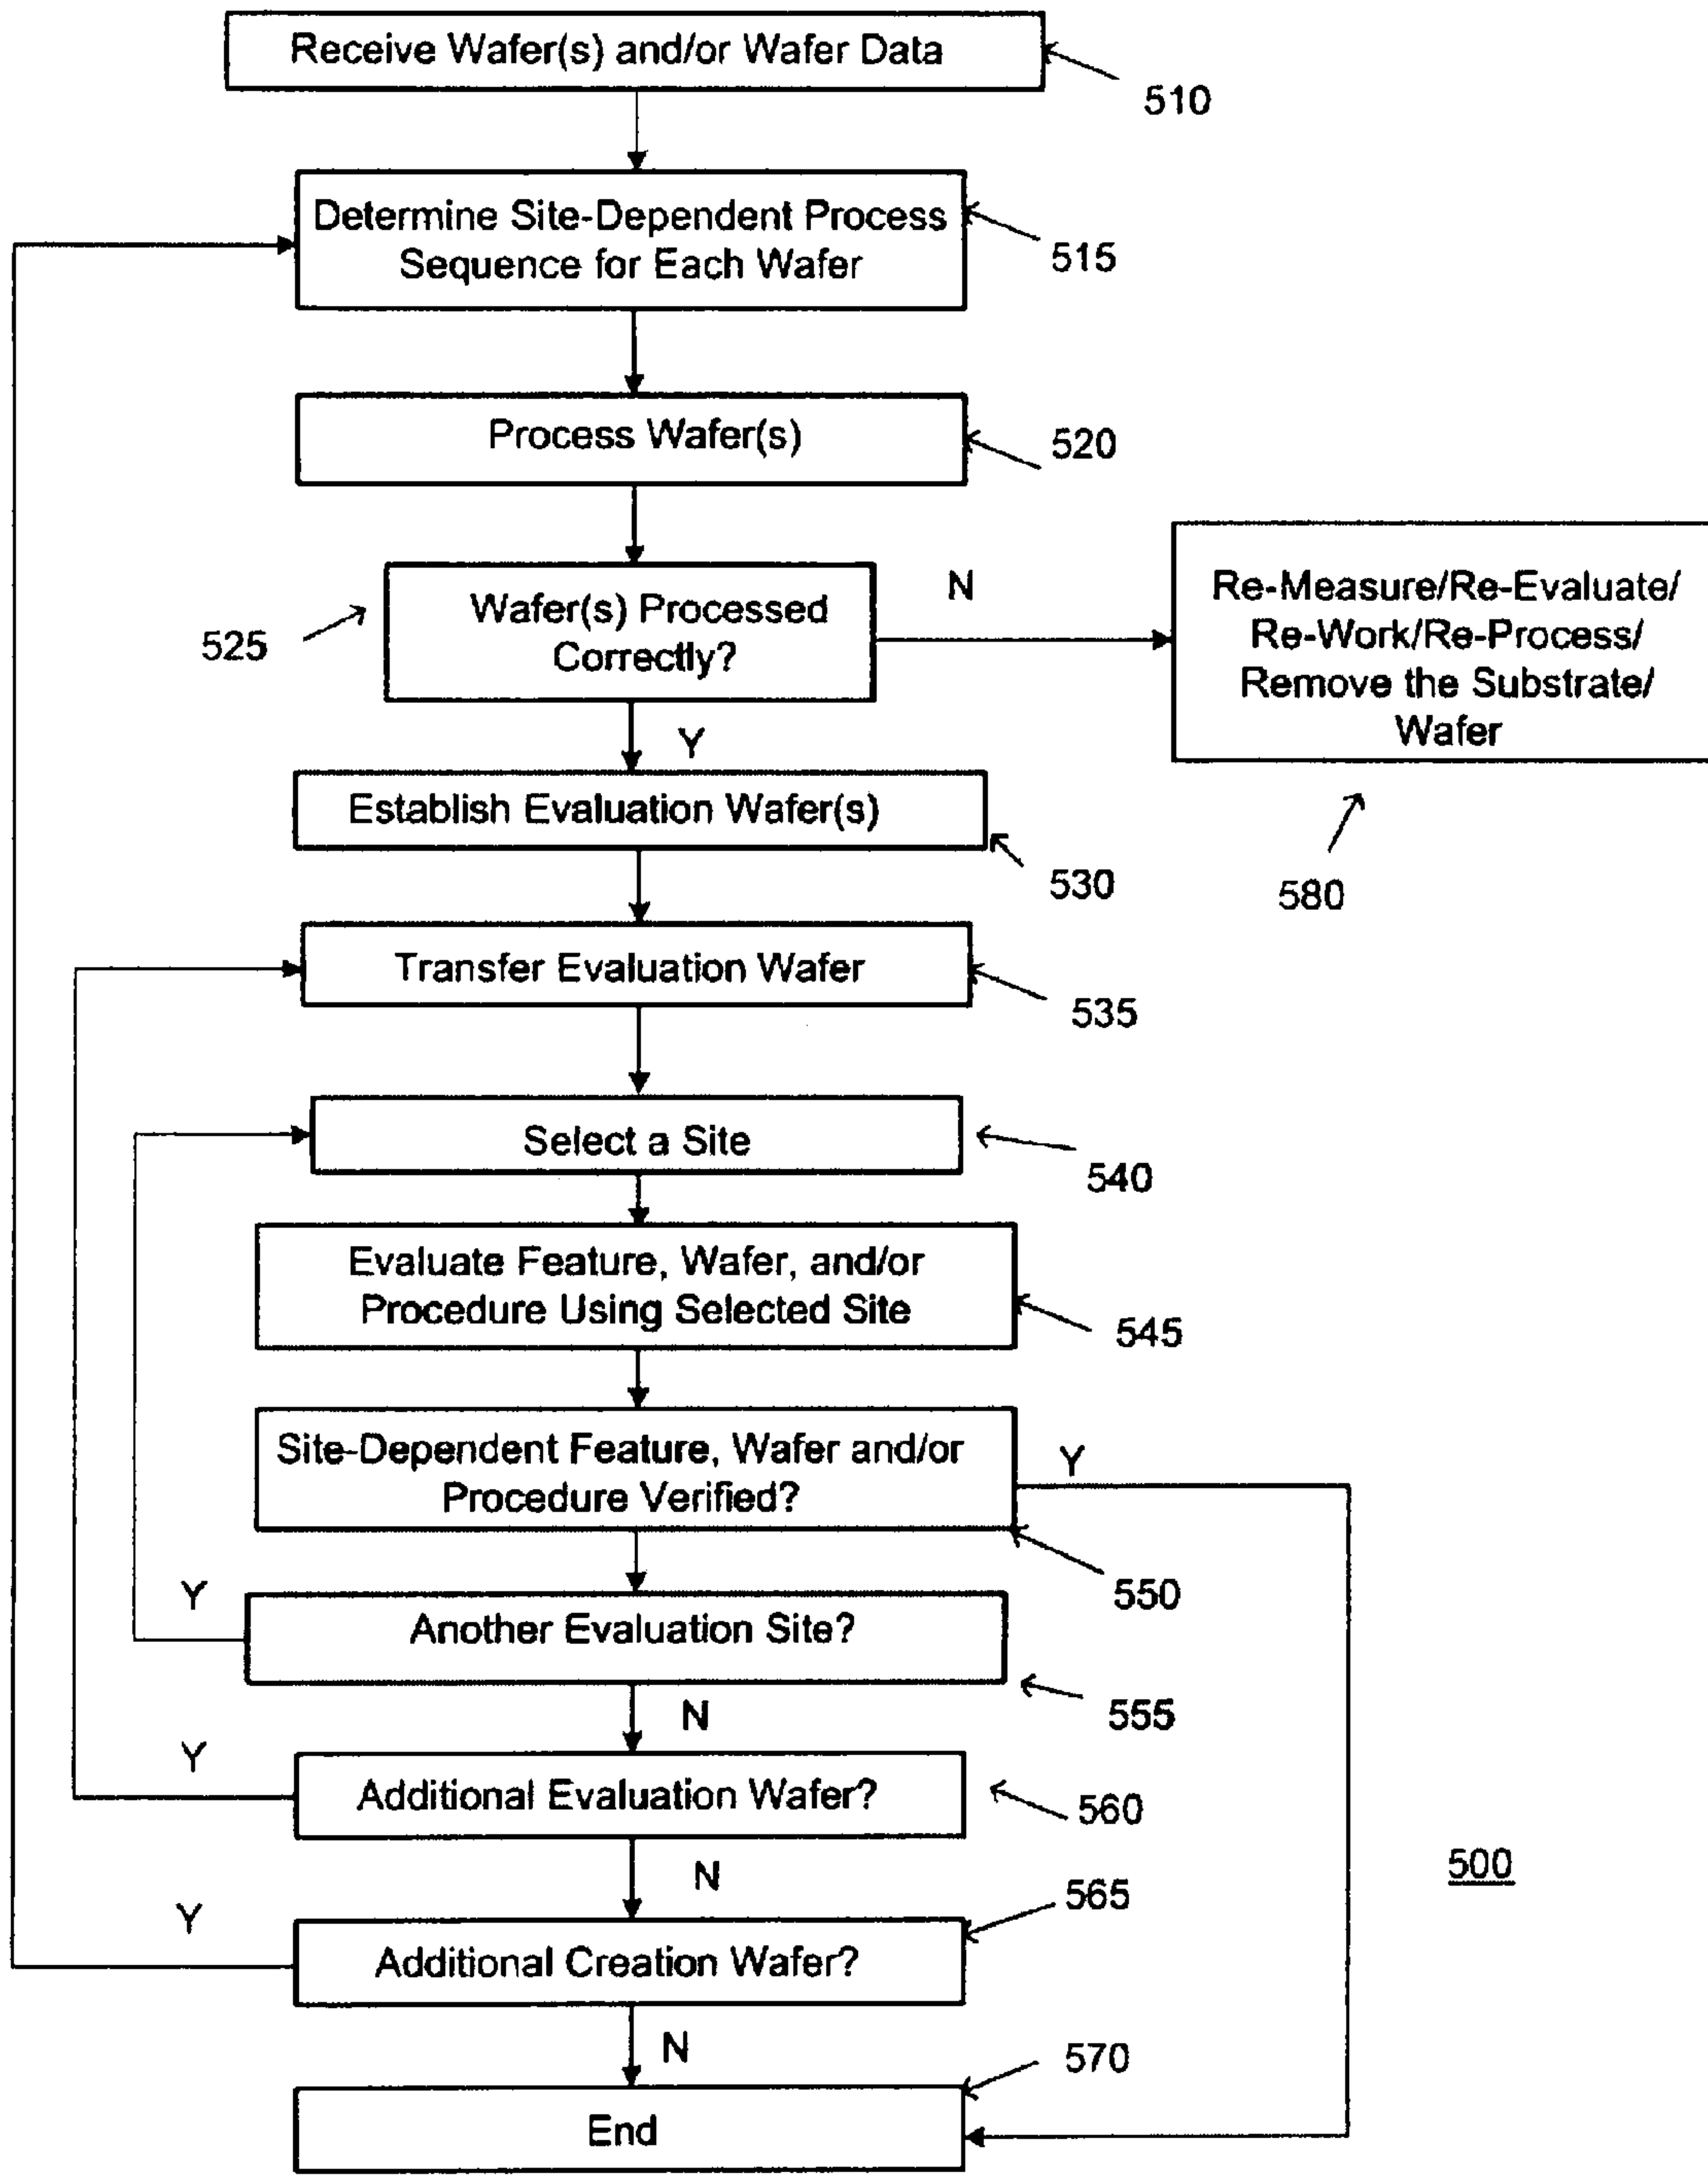 Receive Wafer(s) and/or Wafer Data
510
Determine Site-Dependent Process
Sequence for Each Wafer
515
Process Wafer(s)
520
Wafer(s) Processed
Correctly?
525
N
Re-Measure/Re-Evaluate/
Re-Work/Re-Process/
Remove the Substrate/
Wafer
580
Y
Establish Evaluation Wafer(s)
530
Transfer Evaluation Wafer
535
Select a Site
540
Evaluate Feature, Wafer, and/or
Procedure Using Selected Site
545
Site-Dependent Feature, Wafer and/or
Procedure Verified?
Y
550
Y
Another Evaluation Site?
555
N
Y
Additional Evaluation Wafer?
560
N
500
Y
Additional Creation Wafer?
565
N
End
570